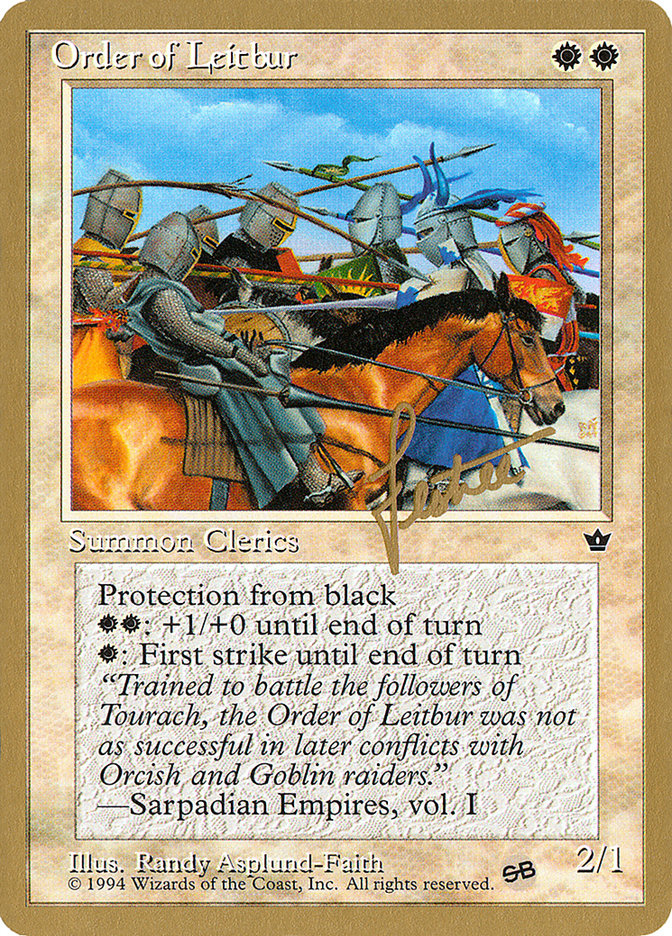 Order of Leitbur
Summon Clerics
Protection from black
: +1/+0 until end of turn
: First strike until end of turn
“Trained to battle the followers of
Tourach, the Order of Leitbur was not
as successful in later conflicts with
Orcish and Goblin raiders.”
—Sarpadian Empires, vol. I
Illus. Randy Asplund-Faith
2/1
© 1994 Wizards of the Coast, Inc. All rights reserved.
SB